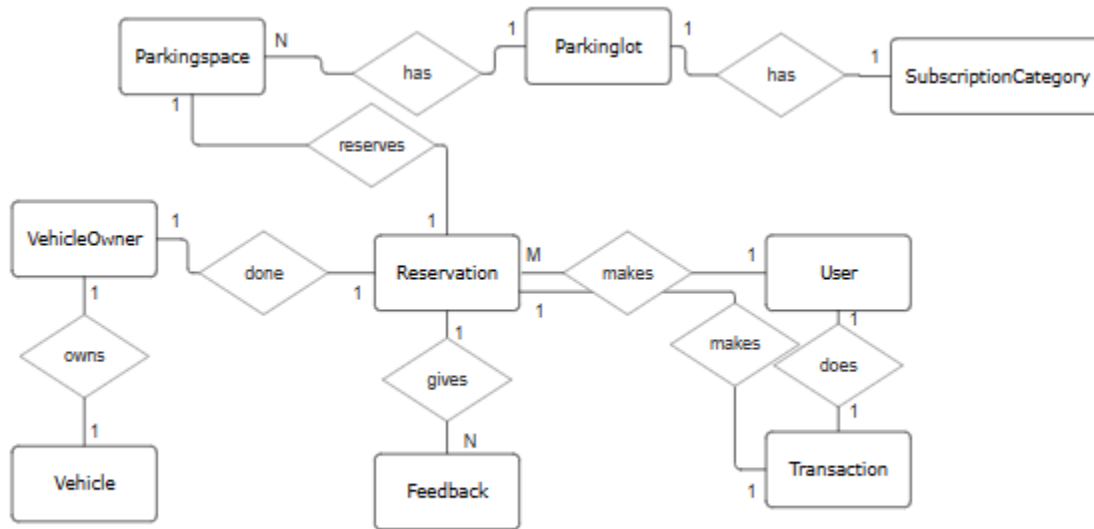 Parkingspace
N
has
1
Parkinglot
1
has
1
SubscriptionCategory
1
reserves
1
VehicleOwner
1
done
1
Reservation
M
makes
1
User
1
1
owns
1
1
gives
N
makes
1
1
does
1
Vehicle
Feedback
Transaction